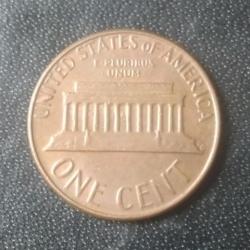 UNITED STATES OF AMERICA
E PLURIBUS
UNUM
ONE CENT